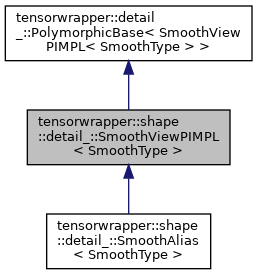 tensorwrapper::detail
_::PolymorphicBase< SmoothView
PIMPL< SmoothType > >
tensorwrapper::shape
::detail_::SmoothViewPIMPL
< SmoothType >
tensorwrapper::shape
::detail_::SmoothAlias
< SmoothType >